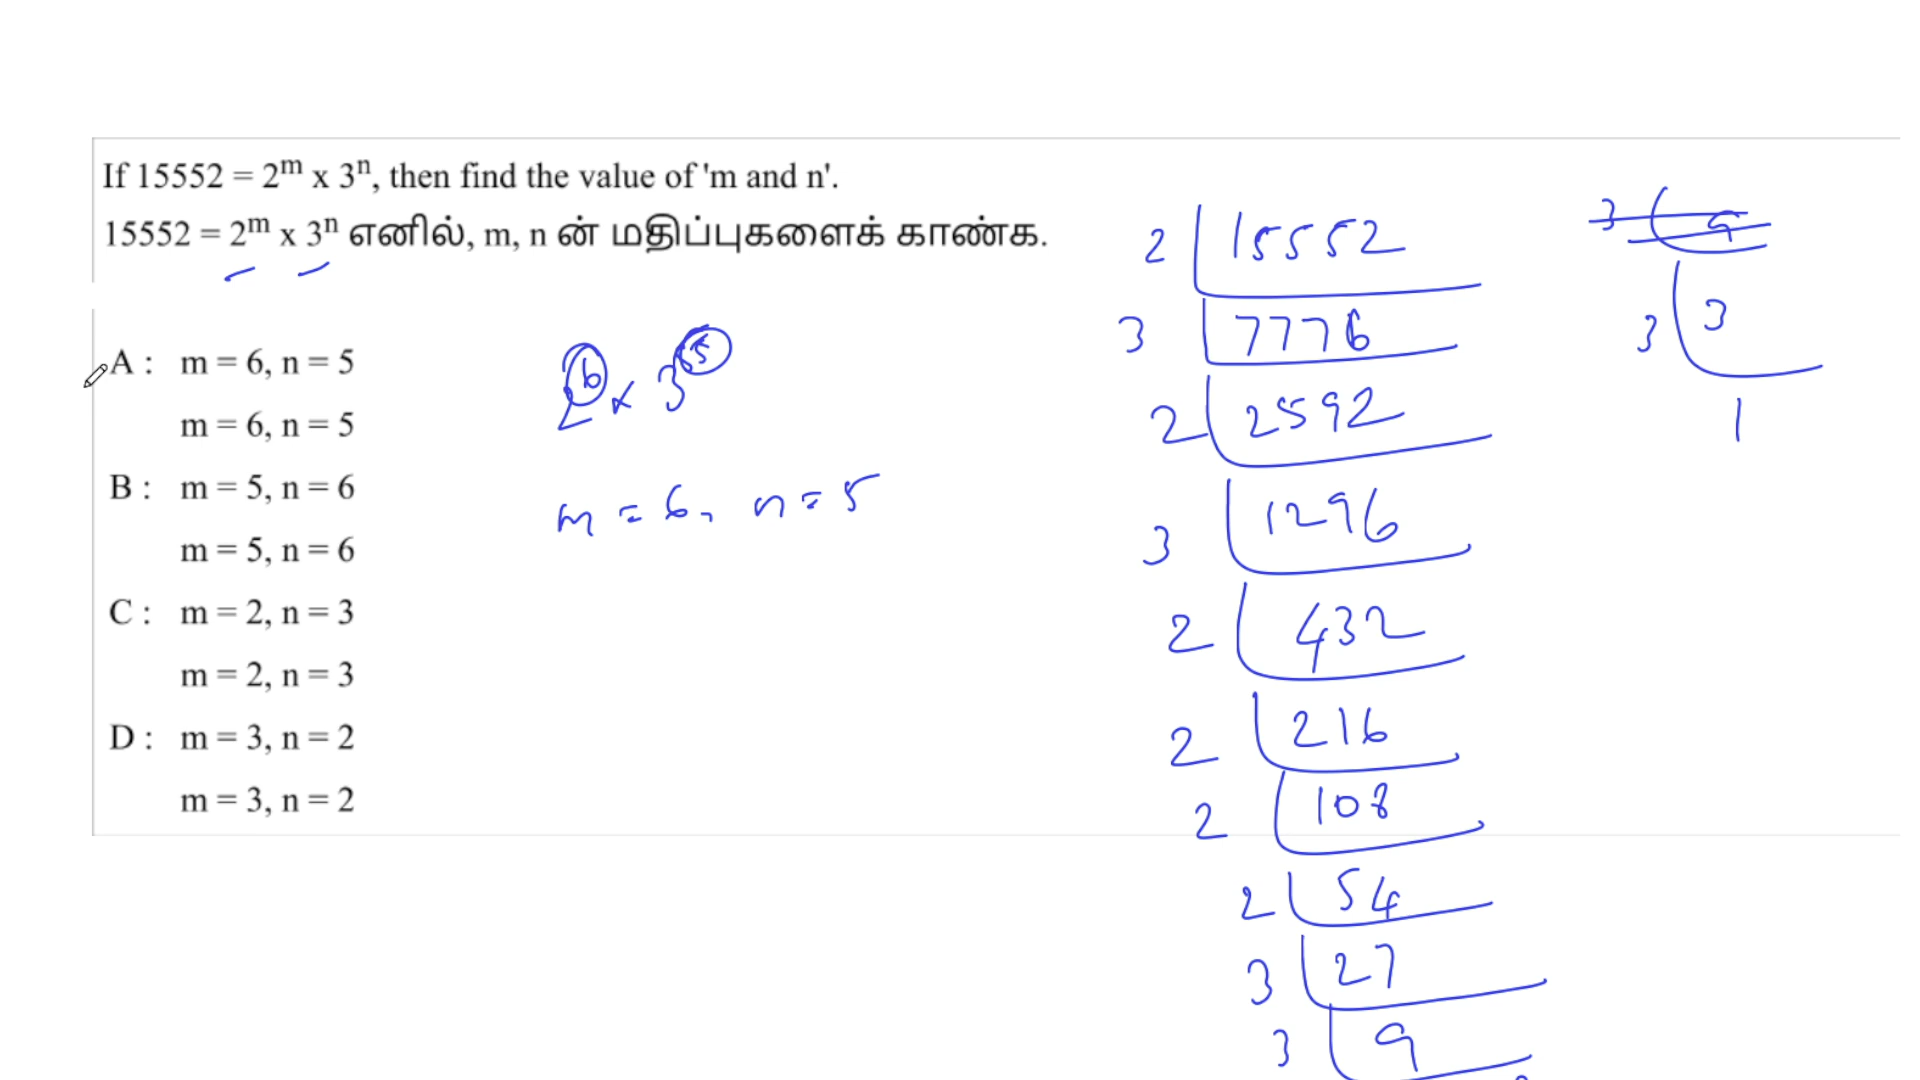 If 15552 = 2ᵐ x 3ⁿ, then find the value of 'm and n'.
15552 = 2ᵐ x 3ⁿ எனில், m, n ன் மதிப்புகளைக் காண்க.
A : m = 6, n = 5
m = 6, n = 5
B : m = 5, n = 6
m = 5, n = 6
C : m = 2, n = 3
m = 2, n = 3
D : m = 3, n = 2
m = 3, n = 2
2⁶ x 3⁵
m = 6, n = 5
2 15552
3 7776
2 2592
3 1296
2 432
2 216
2 108
2 54
3 27
3 9
3 9
3 3
1